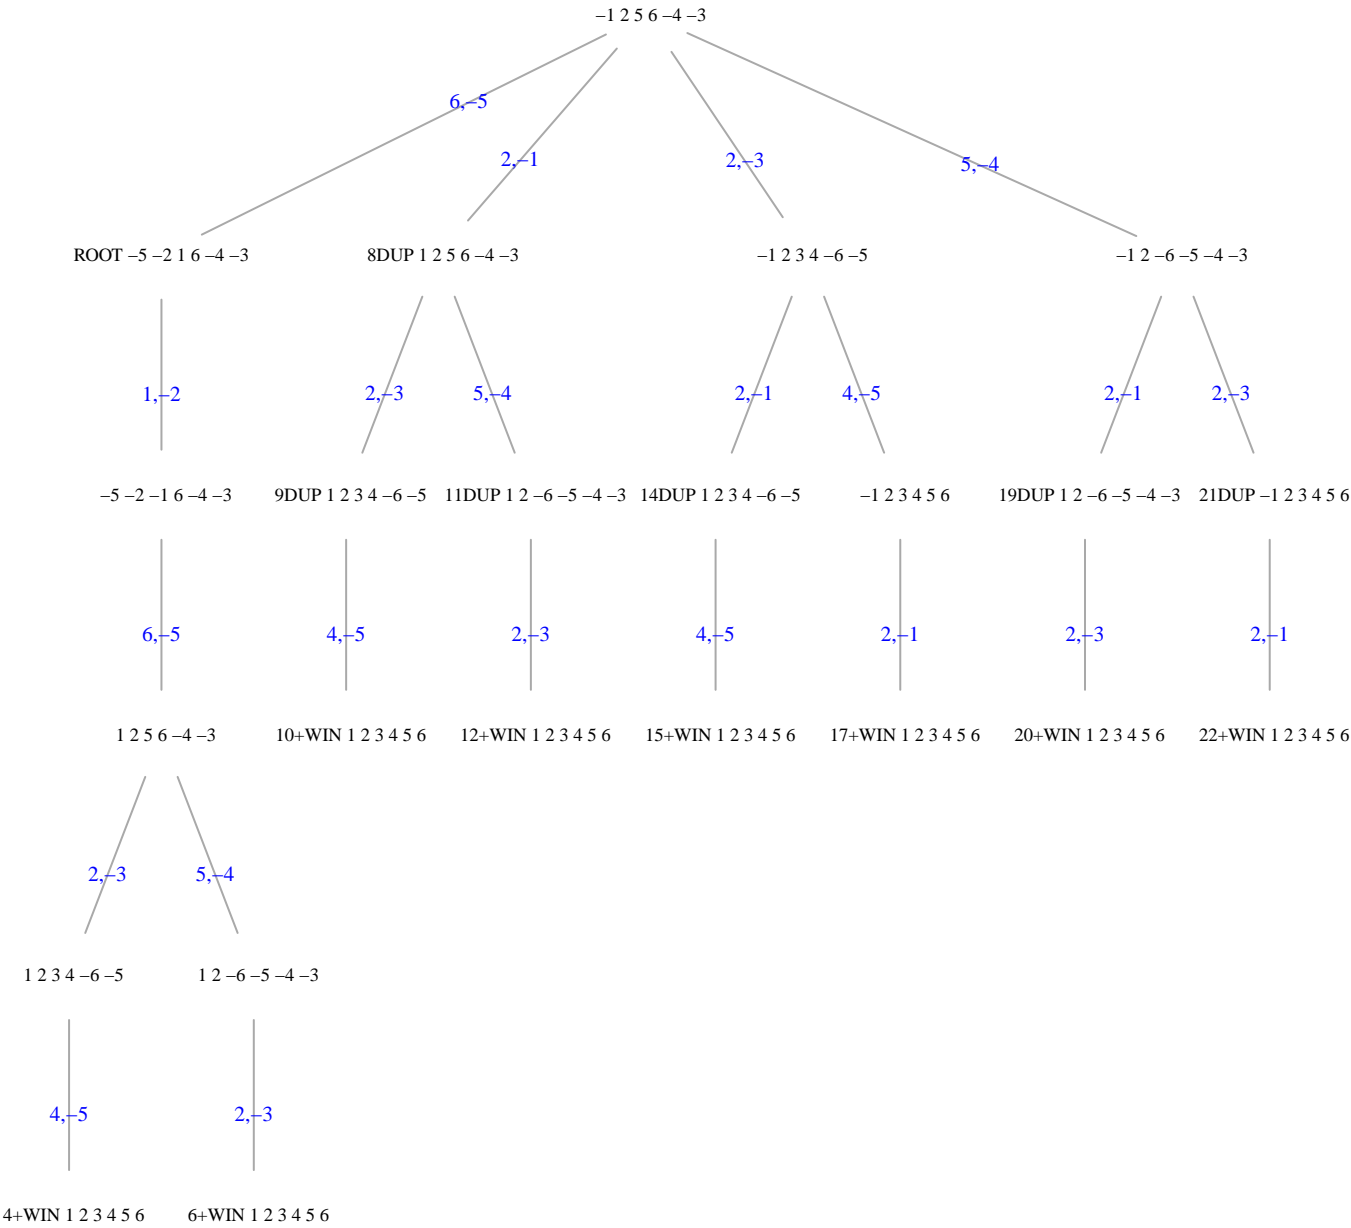 –1 2 5 6 –4 –3
6,–5
2,–1
2,–3
5,–4
ROOT –5 –2 1 6 –4 –3
8DUP 1 2 5 6 –4 –3
–1 2 3 4 –6 –5
–1 2 –6 –5 –4 –3
1,–2
2,–3
5,–4
2,–1
4,–5
2,–1
2,–3
–5 –2 –1 6 –4 –3
9DUP 1 2 3 4 –6 –5
11DUP 1 2 –6 –5 –4 –3
14DUP 1 2 3 4 –6 –5
–1 2 3 4 5 6
19DUP 1 2 –6 –5 –4 –3
21DUP –1 2 3 4 5 6
6,–5
4,–5
2,–3
4,–5
2,–1
2,–3
2,–1
1 2 5 6 –4 –3
10+WIN 1 2 3 4 5 6
12+WIN 1 2 3 4 5 6
15+WIN 1 2 3 4 5 6
17+WIN 1 2 3 4 5 6
20+WIN 1 2 3 4 5 6
22+WIN 1 2 3 4 5 6
2,–3
5,–4
1 2 3 4 –6 –5
1 2 –6 –5 –4 –3
4,–5
2,–3
4+WIN 1 2 3 4 5 6
6+WIN 1 2 3 4 5 6